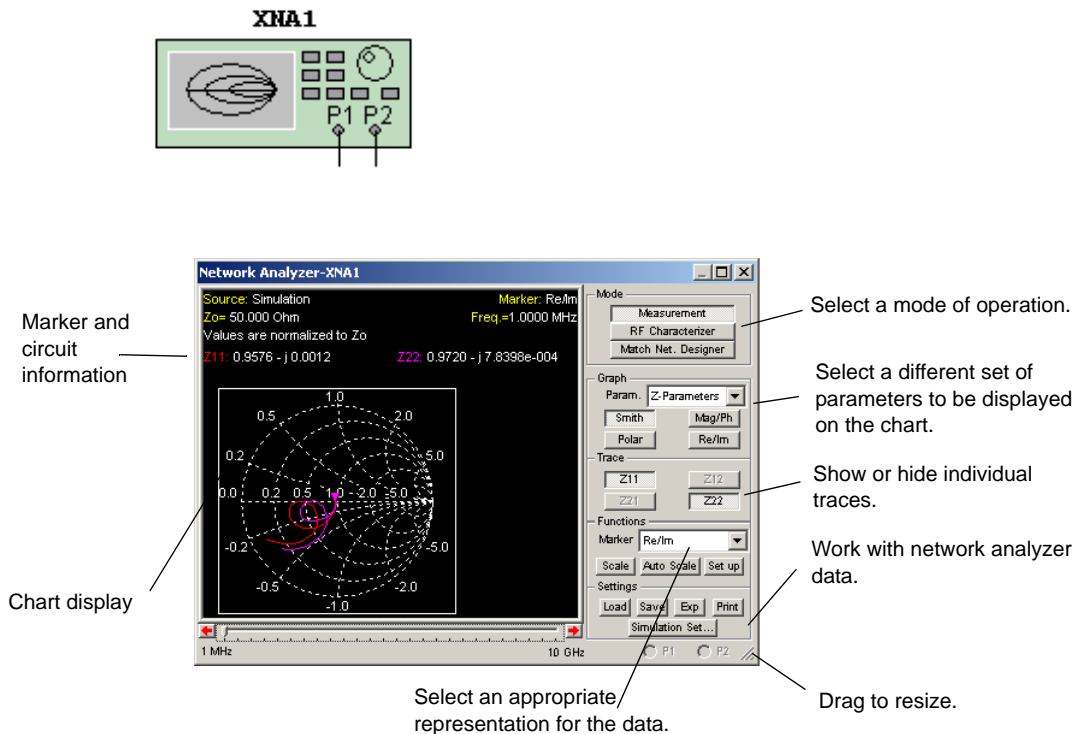 XNA1
P1 P2
Network Analyzer-XNA1
Source: Simulation
Marker: Re/Im
Zo= 50.000 Ohm
Freq.=1.0000 MHz
Values are normalized to Zo
Z11: 0.9576 - j 0.0012
Z22: 0.9720 - j 7.8398e-004
1.0
0.5
2.0
0.2
5.0
0.0
0.2
0.5
1.0
2.0
5.0
-0.2
-5.0
-0.5
-2.0
-1.0
1 MHz
10 GHz
Mode
Measurement
RF Characterizer
Match Net. Designer
Graph
Param. Z-Parameters
Smith
Mag/Ph
Polar
Re/Im
Trace
Z11
Z12
Z21
Z22
Functions
Marker Re/Im
Scale
Auto Scale
Set up
Settings
Load
Save
Exp
Print
Simulation Set...
P1
P2
Marker and
circuit
information
Chart display
Select a mode of operation.
Select a different set of
parameters to be displayed
on the chart.
Show or hide individual
traces.
Work with network analyzer
data.
Drag to resize.
Select an appropriate
representation for the data.